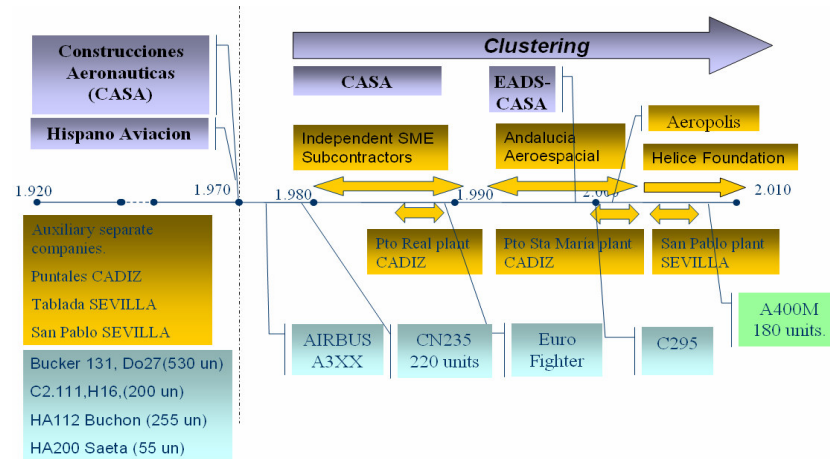 Clustering
Construcciones
Aeronauticas
(CASA)
CASA
EADS-
CASA
Hispano Aviacion
Aeropolis
Independent SME
Subcontractors
Andalucia
Aeroespacial
Helice Foundation
1.920
1.970
1.980
1.990
2.000
2.010
Auxiliary separate
companies.
Puntales CADIZ
Tablada SEVILLA
San Pablo SEVILLA
Pto Real plant
CADIZ
Pto Sta Maria plant
CADIZ
San Pablo plant
SEVILLA
A400M
180 units.
Bucker 131, Do27(530 un)
C2.111,H16,(200 un)
HA112 Buchon (255 un)
HA200 Saeta (55 un)
AIRBUS
A3XX
CN235
220 units
Euro
Fighter
C295